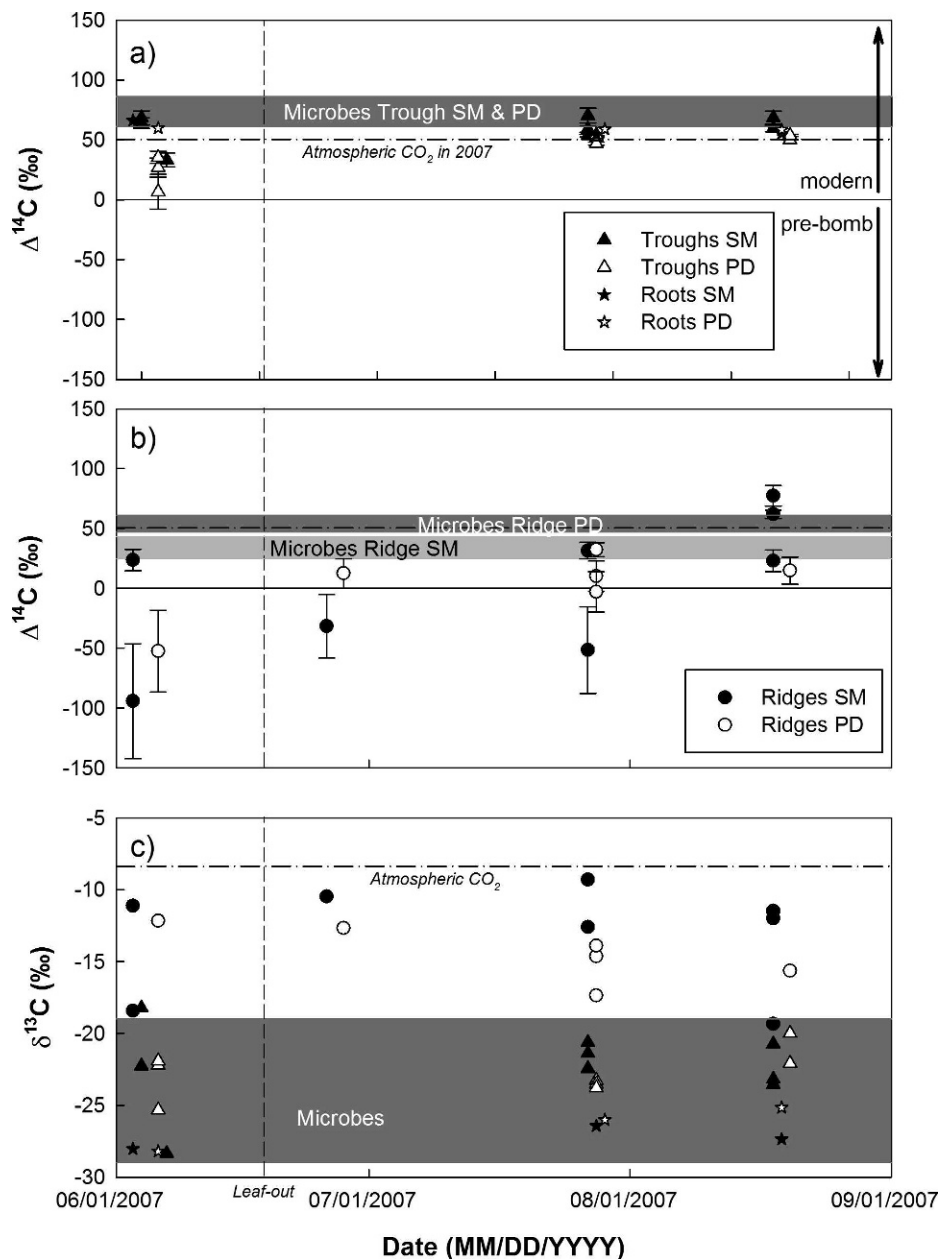 a)
150
100
50
0
-50
-100
-150
Δ¹⁴C (‰)
Microbes Trough SM & PD
Atmospheric CO₂ in 2007
modern
pre-bomb
Troughs SM
Troughs PD
Roots SM
Roots PD
b)
150
100
50
0
-50
-100
-150
Δ¹⁴C (‰)
Microbes Ridge PD
Microbes Ridge SM
Ridges SM
Ridges PD
c)
-5
-10
-15
-20
-25
-30
δ¹³C (‰)
Atmospheric CO₂
Microbes
Leaf-out
06/01/2007 07/01/2007 08/01/2007 09/01/2007
Date (MM/DD/YYYY)